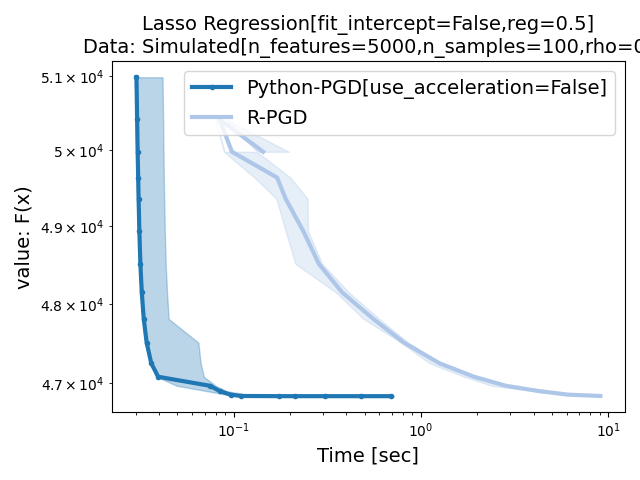 Lasso Regression[fit_intercept=False,reg=0.5]
Data: Simulated[n_features=5000,n_samples=100,rho=0
value: F(x)
5.1 × 10⁴
5 × 10⁴
4.9 × 10⁴
4.8 × 10⁴
4.7 × 10⁴
Python-PGD[use_acceleration=False]
R-PGD
10⁻¹
10⁰
10¹
Time [sec]